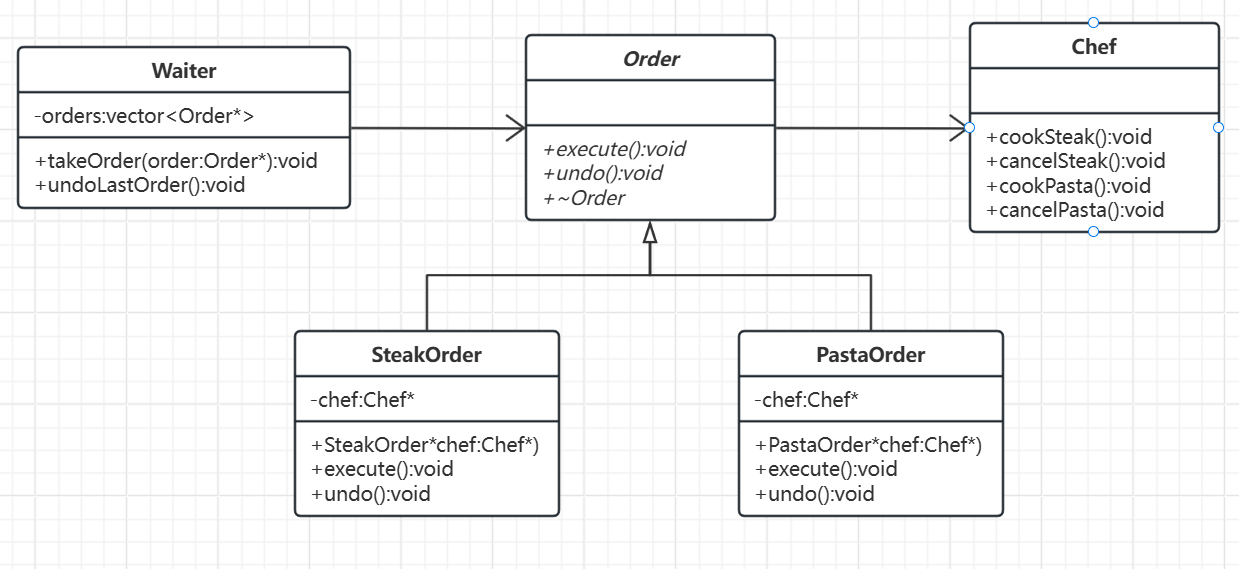 Waiter
-orders:vector<Order*>
+takeOrder(order:Order*):void
+undoLastOrder():void
Order
+execute():void
+undo():void
+~Order
Chef
+cookSteak():void
+cancelSteak():void
+cookPasta():void
+cancelPasta():void
SteakOrder
-chef:Chef*
+SteakOrder*chef:Chef*)
+execute():void
+undo():void
PastaOrder
-chef:Chef*
+PastaOrder*chef:Chef*)
+execute():void
+undo():void